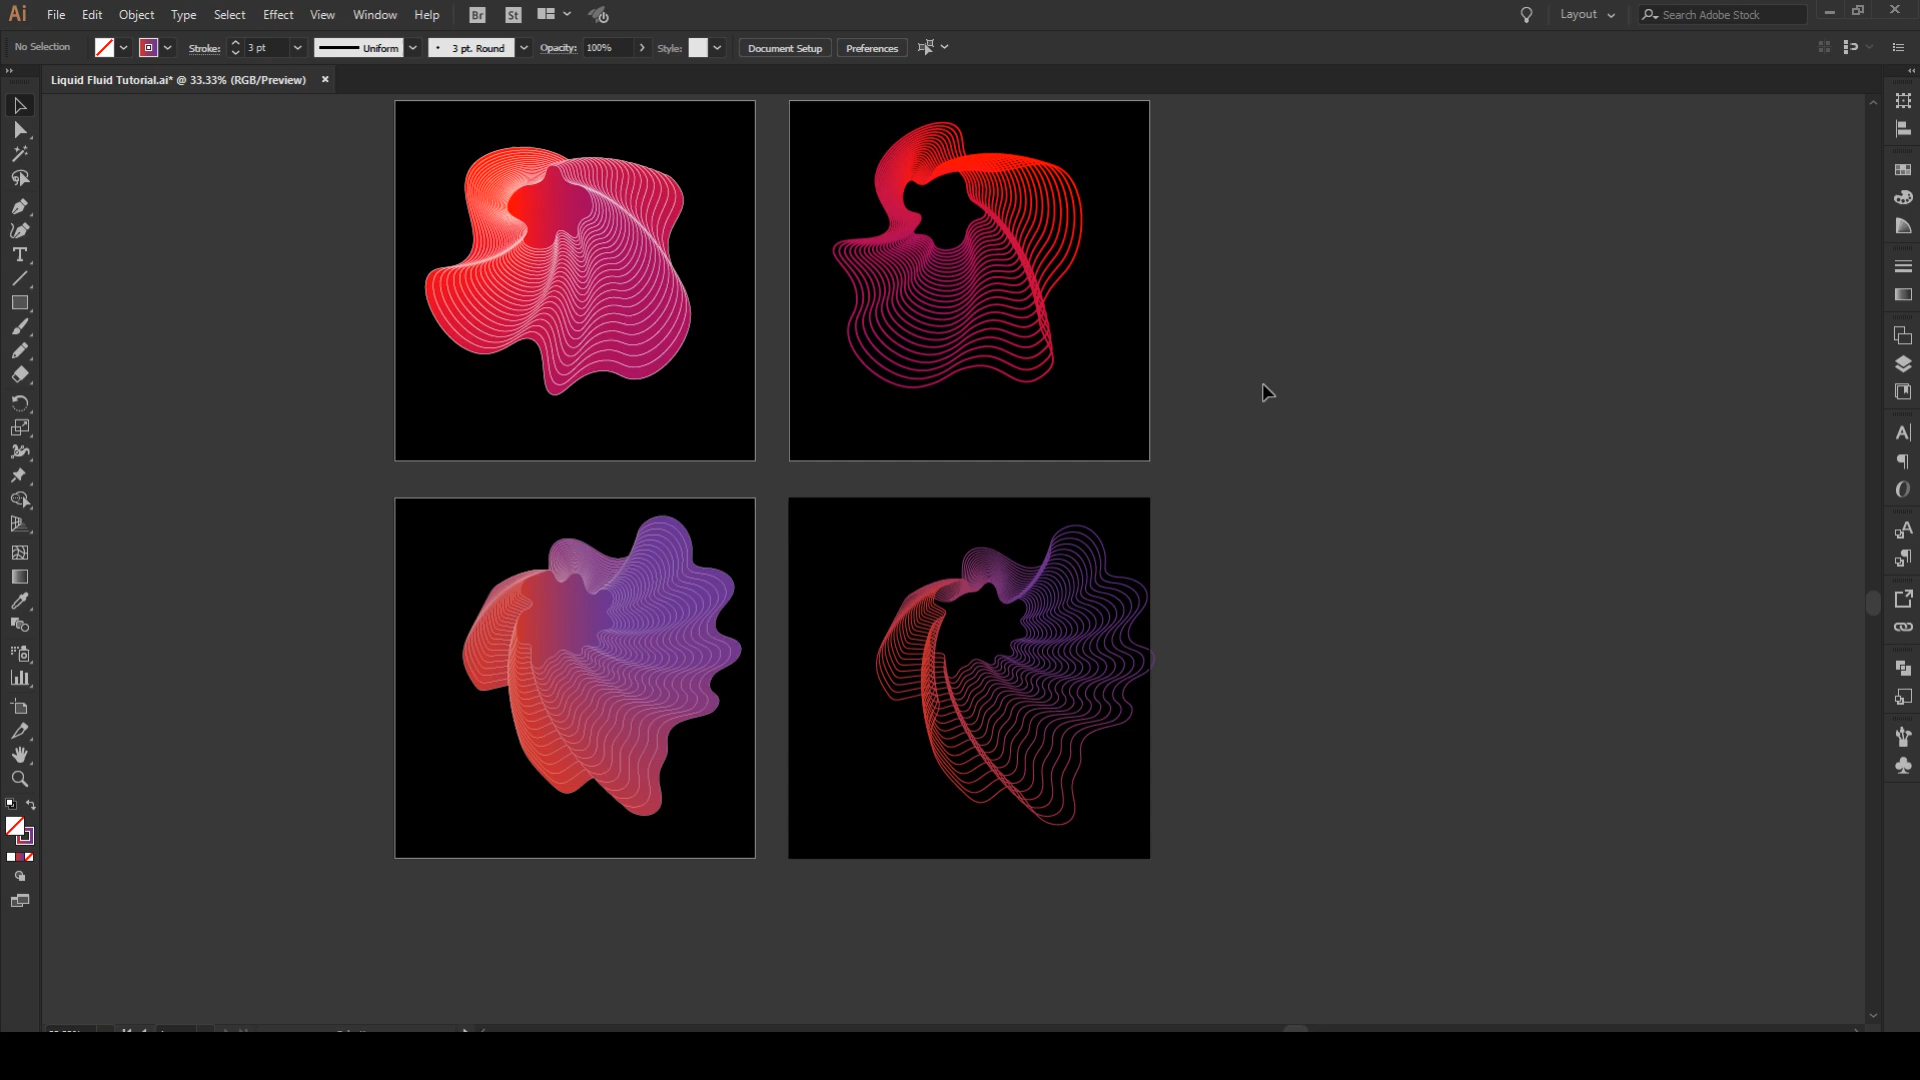 Ai File Edit Object Type Select Effect View Window Help Br St Layout Search Adobe Stock
No Selection Stroke: 3 pt Uniform 3 pt. Round Opacity: 100% Style: Document Setup Preferences
Liquid Fluid Tutorial.ai* @ 33.33% (RGB/Preview)